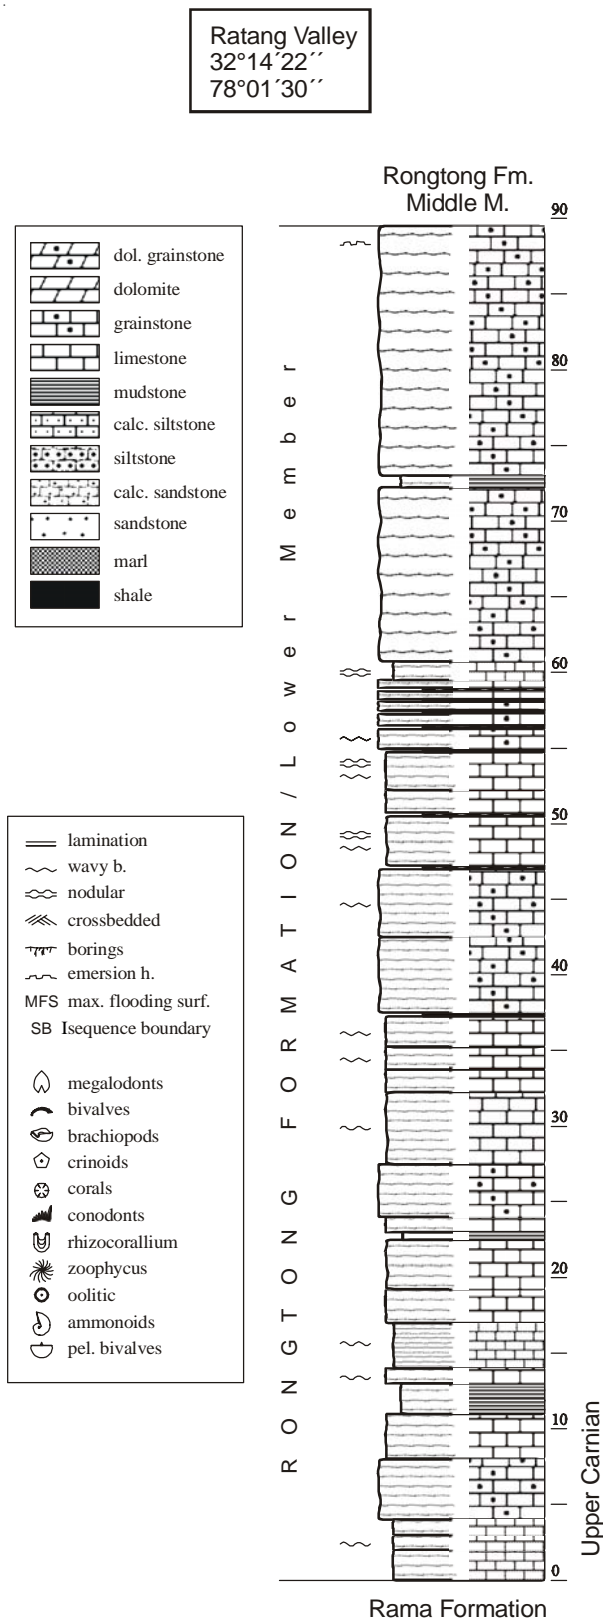 Ratang Valley
32°14´22´´
78°01´30´´
Rongtong Fm.
Middle M.
dol. grainstone
dolomite
grainstone
limestone
mudstone
calc. siltstone
siltstone
calc. sandstone
sandstone
marl
shale
lamination
wavy b.
nodular
crossbedded
borings
emersion h.
MFS max. flooding surf.
SB Isequence boundary
megalodonts
bivalves
brachiopods
crinoids
corals
conodonts
rhizocorallium
zoophycus
oolitic
ammonoids
pel. bivalves
RONGTONG FORMATION/Lower Member
90
80
70
60
50
40
30
20
10
0
Upper Carnian
Rama Formation